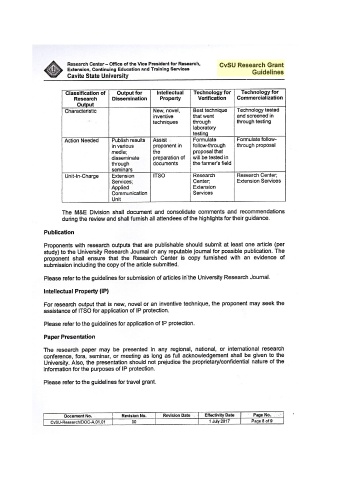 Research Center – Office of the Vice President for Research,
Extension, Continuing Education and Training Services
Cavite State University
CvSU Research Grant
Guidelines
Classification of Research Output | Output for Dissemination | Intellectual Property | Technology for Verification | Technology for Commercialization
Characteristic | | New, novel, inventive techniques | Best technique that went through laboratory testing | Technology tested and screened in through testing
Action Needed | Publish results in various media; disseminate through seminars | Assist proponent in the preparation of documents | Formulate follow-through proposal that will be tested in the farmer's field | Formulate follow-through proposal
Unit-In-Charge | Extension Services; Applied Communication Unit | ITSO | Research Center; Extension Services | Research Center; Extension Services
The M&E Division shall document and consolidate comments and recommendations
during the review and shall furnish all attendees of the highlights for their guidance.
Publication
Proponents with research outputs that are publishable should submit at least one article (per
study) to the University Research Journal or any reputable journal for possible publication. The
proponent shall ensure that the Research Center is copy furnished with an evidence of
submission including the copy of the article submitted.
Please refer to the guidelines for submission of articles in the University Research Journal.
Intellectual Property (IP)
For research output that is new, novel or an inventive technique, the proponent may seek the
assistance of ITSO for application of IP protection.
Please refer to the guidelines for application of IP protection.
Paper Presentation
The research paper may be presented in any regional, national, or international research
conference, fora, seminar, or meeting as long as full acknowledgement shall be given to the
University. Also, the presentation should not prejudice the proprietary/confidential nature of the
information for the purposes of IP protection.
Please refer to the guidelines for travel grant.
Document No. | Revision No. | Revision Date | Effectivity Date | Page No.
CvSU-Research/DOC-A.01.01 | 00 | | 1 July 2017 | Page 8 of 9